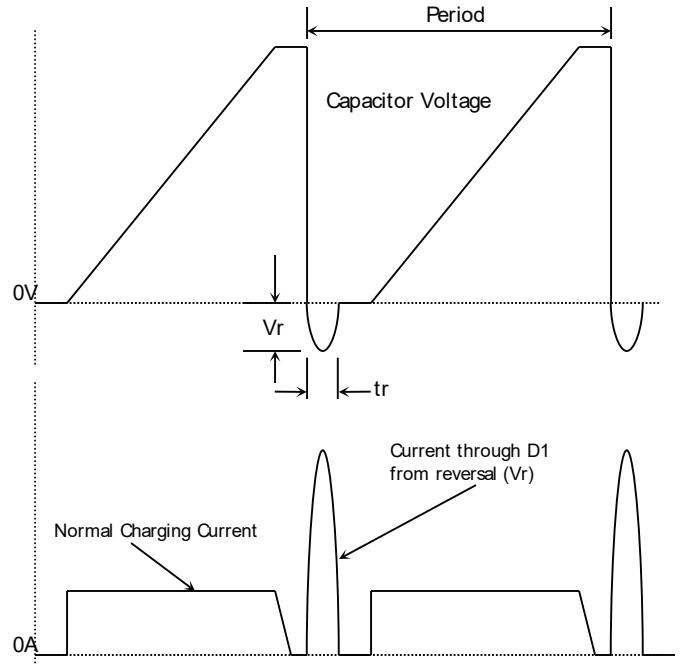 Period
Capacitor Voltage
0V
Vr
tr
Current through D1
from reversal (Vr)
Normal Charging Current
0A